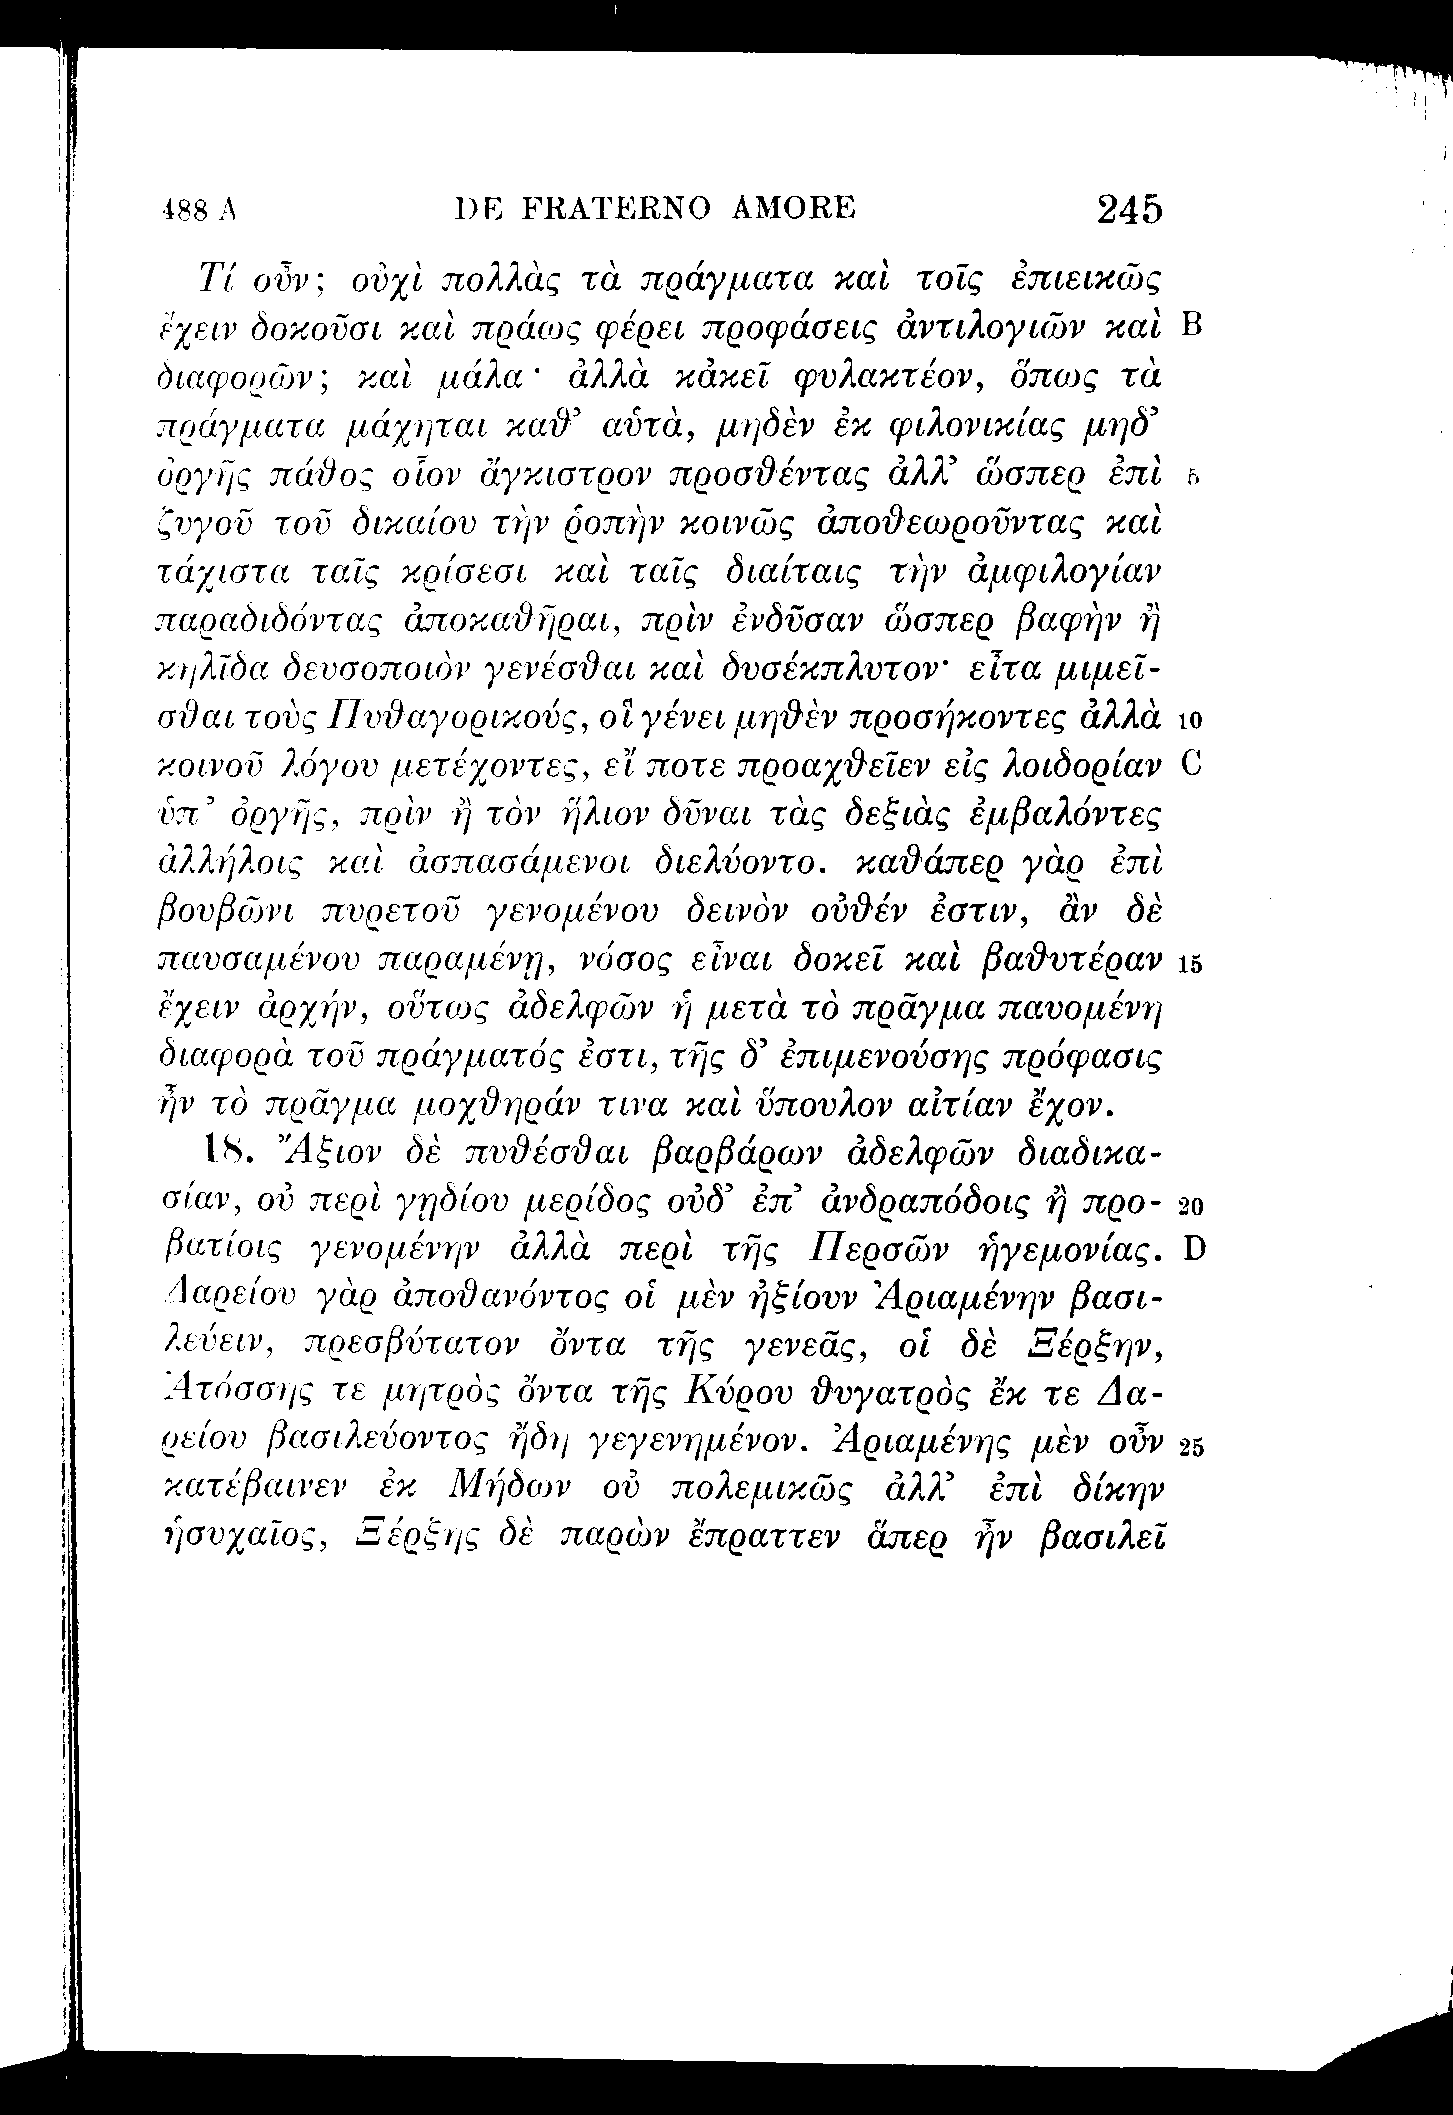 488 A DE FRATERNO AMORE 245
Τί οὖν; οὐχὶ πολλὰς τὰ πράγματα καὶ τοῖς ἐπιεικῶς
ἔχειν δοκοῦσι καὶ πράως φέρει προφάσεις ἀντιλογιῶν καὶ B
διαφορῶν; καὶ μάλα· ἀλλὰ κἀκεῖ φυλακτέον, ὅπως τὰ
πράγματα μάχηται καθ’ αὑτὰ, μηδὲν ἐκ φιλονικίας μηδ’
ὀργῆς πάθος οἷον ἄγκιστρον προσθέντας ἀλλ’ ὥσπερ ἐπὶ 5
ζυγοῦ τοῦ δικαίου τὴν ῥοπὴν κοινῶς ἀποθεωροῦντας καὶ
τάχιστα ταῖς κρίσεσι καὶ ταῖς διαίταις τὴν ἀμφιλογίαν
παραδιδόντας ἀποκαθῆραι, πρὶν ἐνδῦσαν ὥσπερ βαφὴν ἢ
κηλῖδα δευσοποιὸν γενέσθαι καὶ δυσέκπλυτον· εἶτα μιμεῖ-
σθαι τοὺς Πυθαγορικούς, οἳ γένει μηθὲν προσήκοντες ἀλλὰ 10
κοινοῦ λόγου μετέχοντες, εἴ ποτε προαχθεῖεν εἰς λοιδορίαν C
ὑπ’ ὀργῆς, πρὶν ἢ τὸν ἥλιον δῦναι τὰς δεξιὰς ἐμβαλόντες
ἀλλήλοις καὶ ἀσπασάμενοι διελύοντο. καθάπερ γὰρ ἐπὶ
βουβῶνι πυρετοῦ γενομένου δεινὸν οὐθέν ἐστιν, ἂν δὲ
παυσαμένου παραμένῃ, νόσος εἶναι δοκεῖ καὶ βαθυτέραν 15
ἔχειν ἀρχήν, οὕτως ἀδελφῶν ἡ μετὰ τὸ πρᾶγμα παυομένη
διαφορὰ τοῦ πράγματός ἐστι, τῆς δ’ ἐπιμενούσης πρόφασις
ἦν τὸ πρᾶγμα μοχθηράν τινα καὶ ὕπουλον αἰτίαν ἔχον.
18. Ἄξιον δὲ πυθέσθαι βαρβάρων ἀδελφῶν διαδικα-
σίαν, οὐ περὶ γῃδίου μερίδος οὐδ’ ἐπ’ ἀνδραπόδοις ἢ προ- 20
βατίοις γενομένην ἀλλὰ περὶ τῆς Περσῶν ἡγεμονίας. D
Δαρείου γὰρ ἀποθανόντος οἱ μὲν ἠξίουν Ἀριαμένην βασι-
λεύειν, πρεσβύτατον ὄντα τῆς γενεᾶς, οἱ δὲ Ξέρξην,
Ἀτόσσης τε μητρὸς ὄντα τῆς Κύρου θυγατρὸς ἔκ τε Δα-
ρείου βασιλεύοντος ἤδη γεγενημένον. Ἀριαμένης μὲν οὖν 25
κατέβαινεν ἐκ Μήδων οὐ πολεμικῶς ἀλλ’ ἐπὶ δίκην
ἡσυχαῖος, Ξέρξης δὲ παρὼν ἔπραττεν ἅπερ ἦν βασιλεῖ